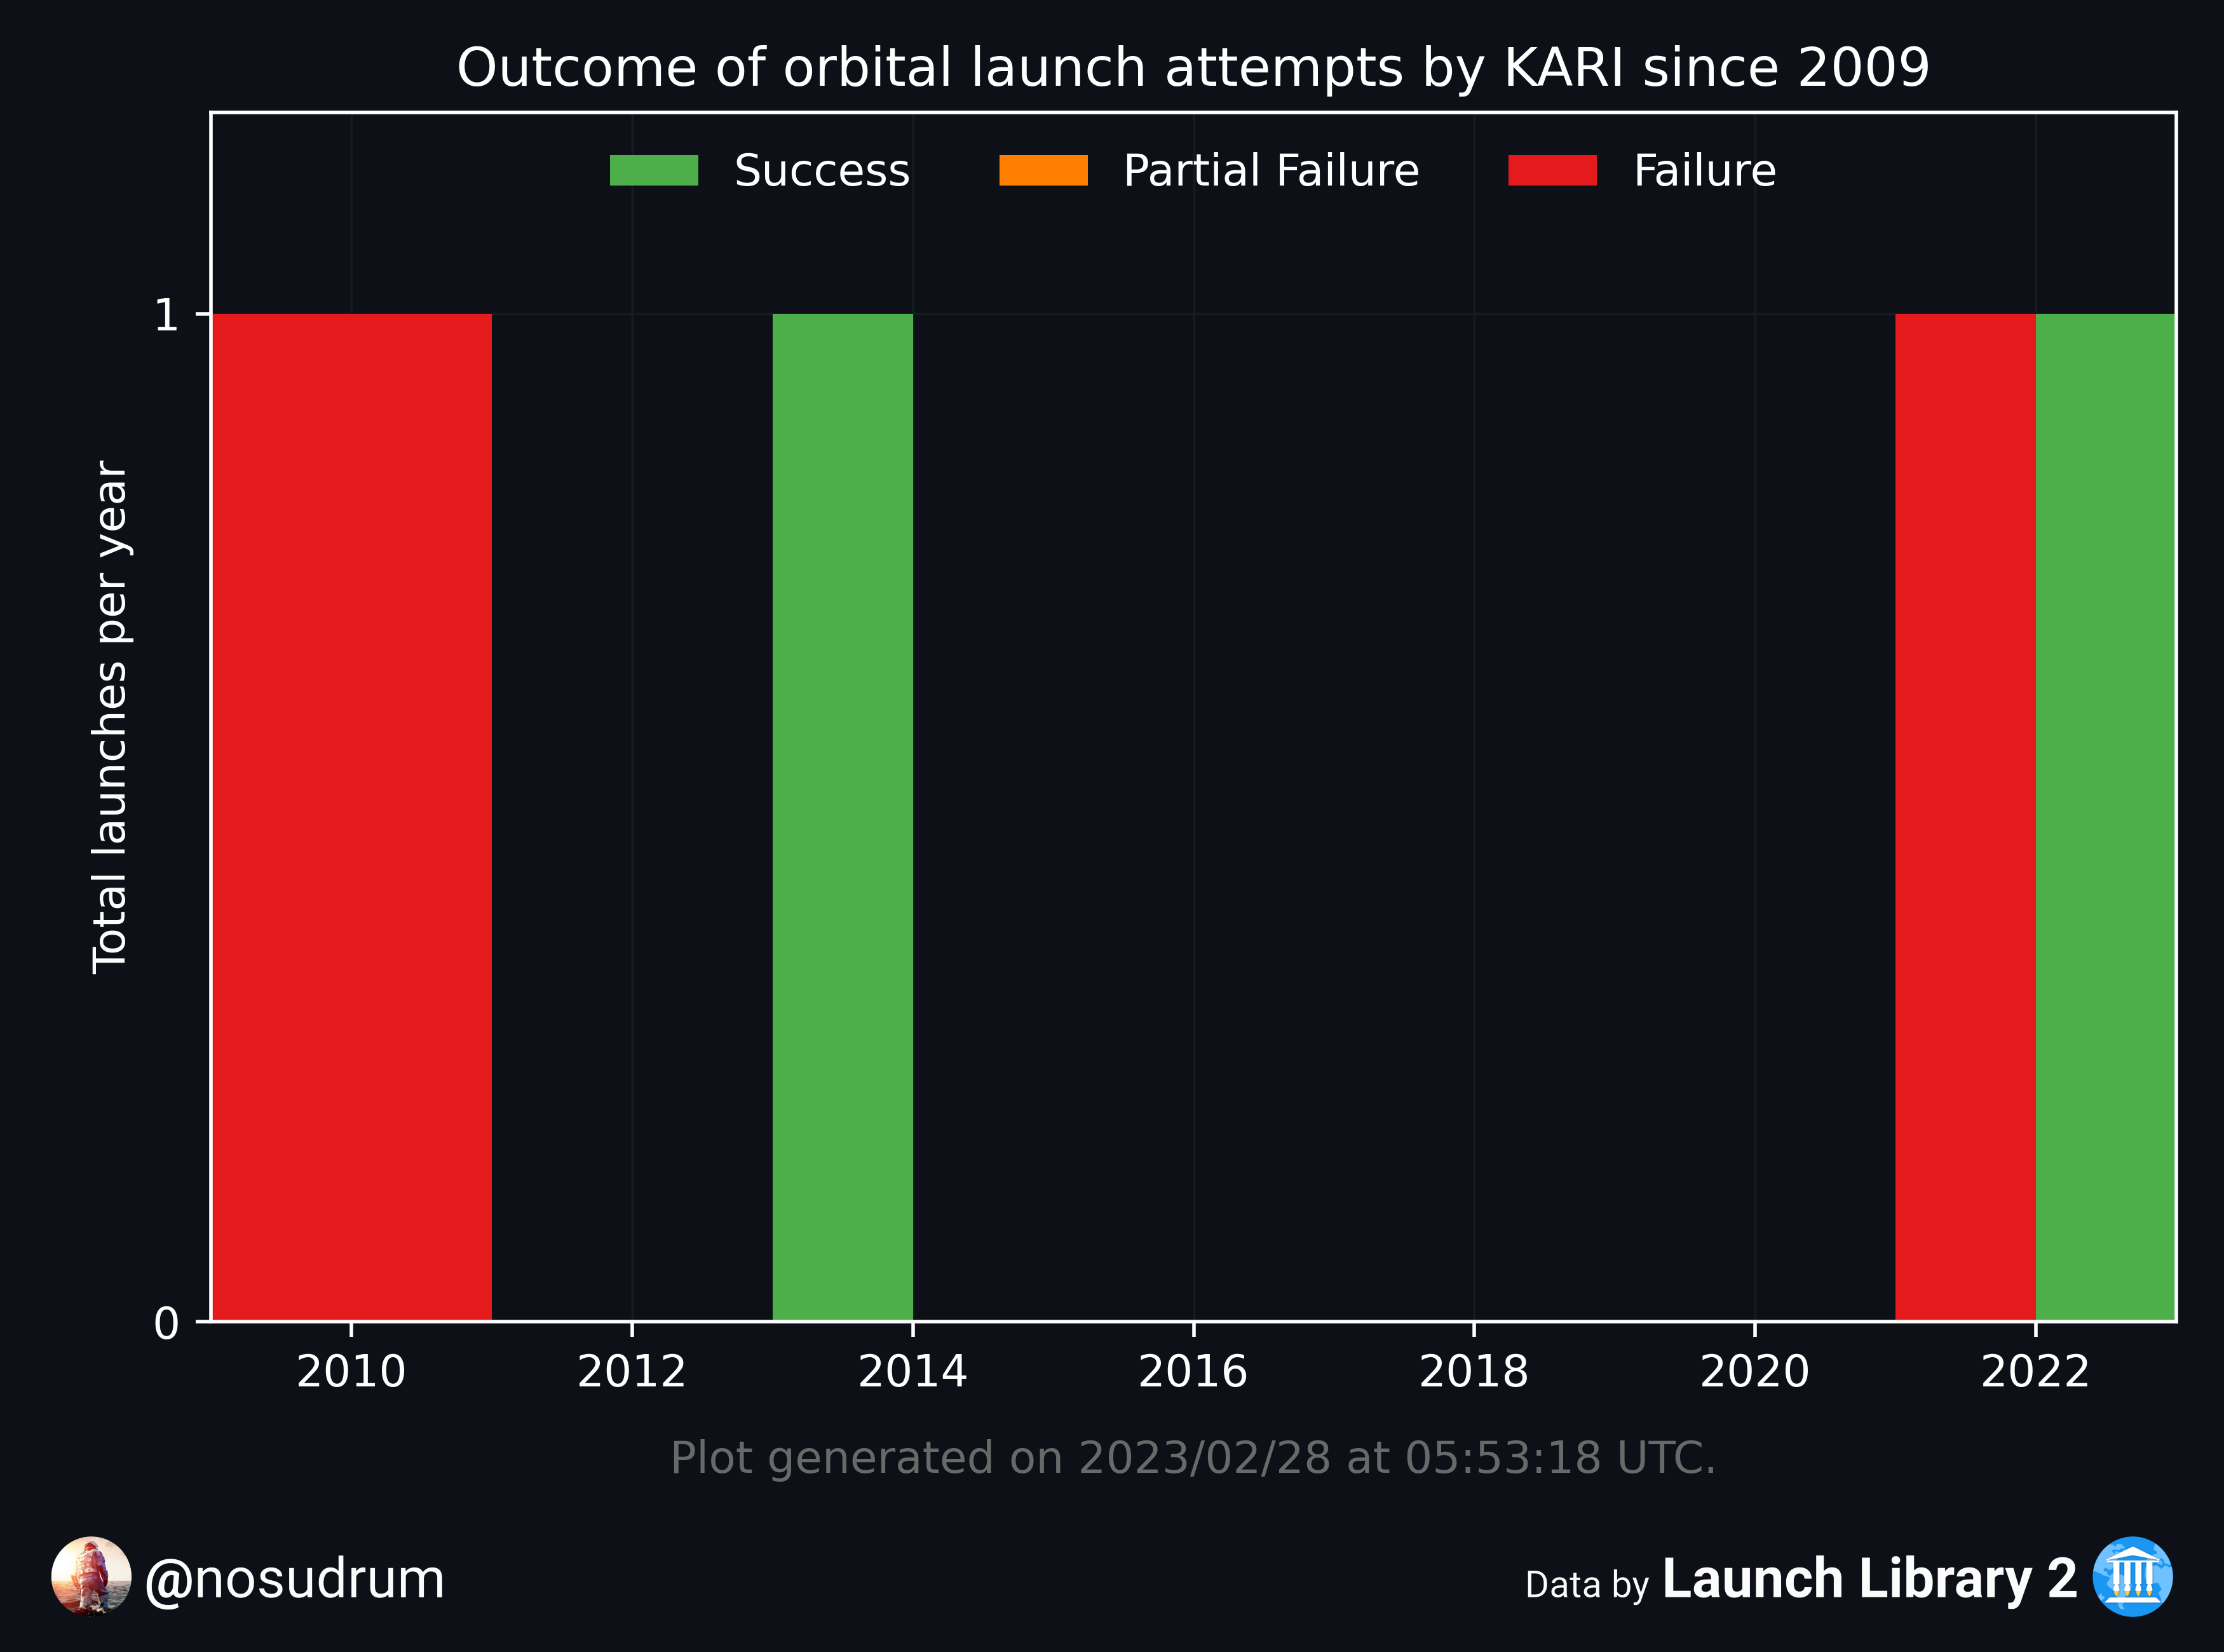 Outcome of orbital launch attempts by KARI since 2009
Success
Partial Failure
Failure
Total launches per year
1
0
2010
2012
2014
2016
2018
2020
2022
Plot generated on 2023/02/28 at 05:53:18 UTC.
@nosudrum
Data by Launch Library 2